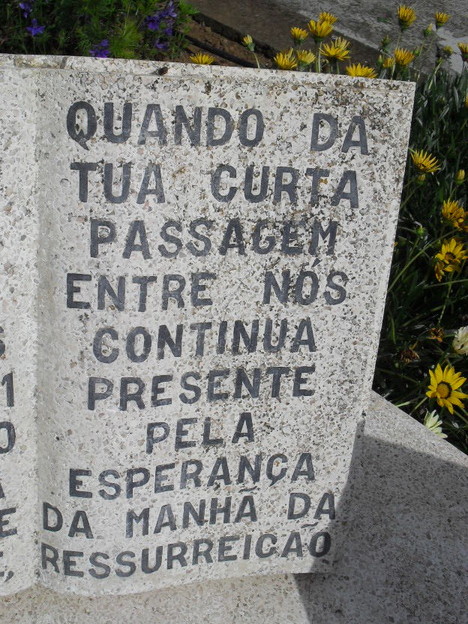 QUANDO DA
TUA CURTA
PASSAGEM
ENTRE NÓS
CONTINUA
PRESENTE
PELA
ESPERANÇA
DA MANHÃ DA
RESSURREIÇÃO